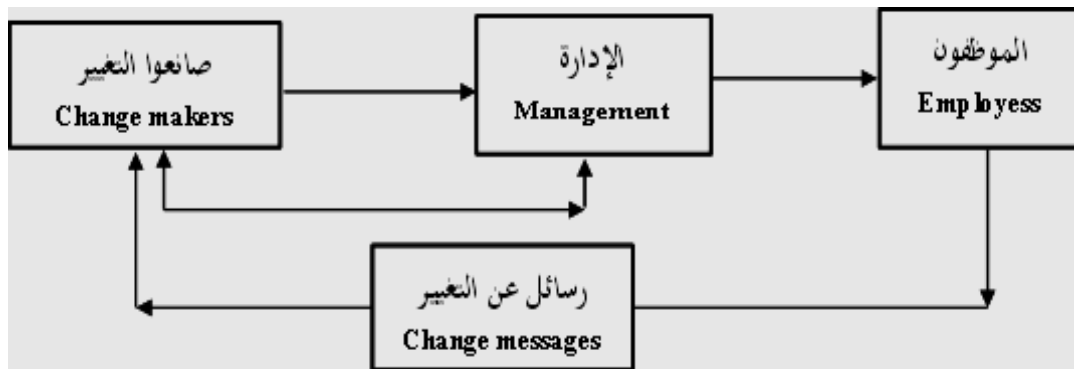 صانعوا التغيير
Change makers
الإدارة
Management
الموظفون
Employess
رسائل عن التغيير
Change messages